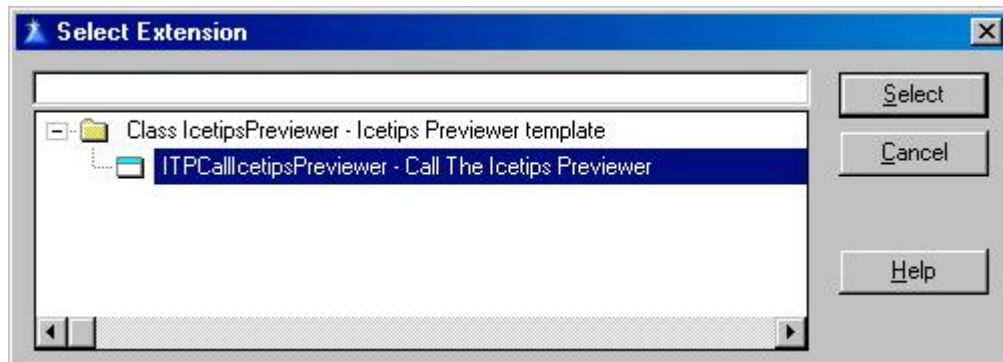 Select Extension
Select
Class IcetipsPreviewer - Icetips Previewer template
ITPCallIcetipsPreviewer - Call The Icetips Previewer
Cancel
Help